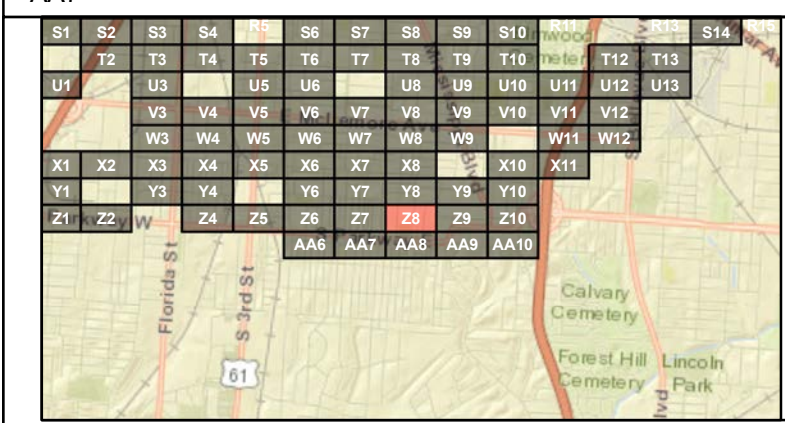 S1 S2 S3 S4 R5 S6 S7 S8 S9 S10 R11 R13 S14 R15
T2 T3 T4 T5 T6 T7 T8 T9 T10 T12 T13
U1 U3 U5 U6 U8 U9 U10 U11 U12 U13
V3 V4 V5 V6 V7 V8 V9 V10 V11 V12
E McLemore Ave
W3 W4 W5 W6 W7 W8 W9 W11 W12
X1 X2 X3 X4 X5 X6 X7 X8 X10 X11
Y1 Y3 Y4 Y6 Y7 Y8 Y9 Y10
Z1 Z2 Z4 Z5 Z6 Z7 Z8 Z9 Z10
AA6 AA7 AA8 AA9 AA10
Florida St
S 3rd St
61
Calvary
Cemetery
Forest Hill
Cemetery
Lincoln
Park